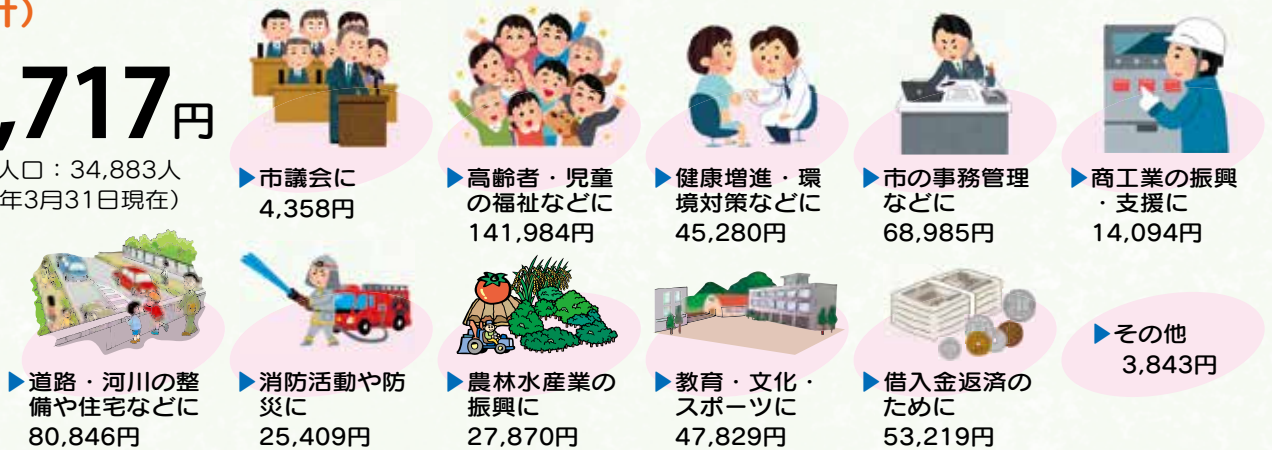 ,717円
人口：34,883人
年3月31日現在）
▶市議会に
4,358円
▶高齢者・児童
の福祉などに
141,984円
▶健康増進・環
境対策などに
45,280円
▶市の事務管理
などに
68,985円
▶商工業の振興
・支援に
14,094円
▶道路・河川の整
備や住宅などに
80,846円
▶消防活動や防
災に
25,409円
▶農林水産業の
振興に
27,870円
▶教育・文化・
スポーツに
47,829円
▶借入金返済の
ために
53,219円
▶その他
3,843円